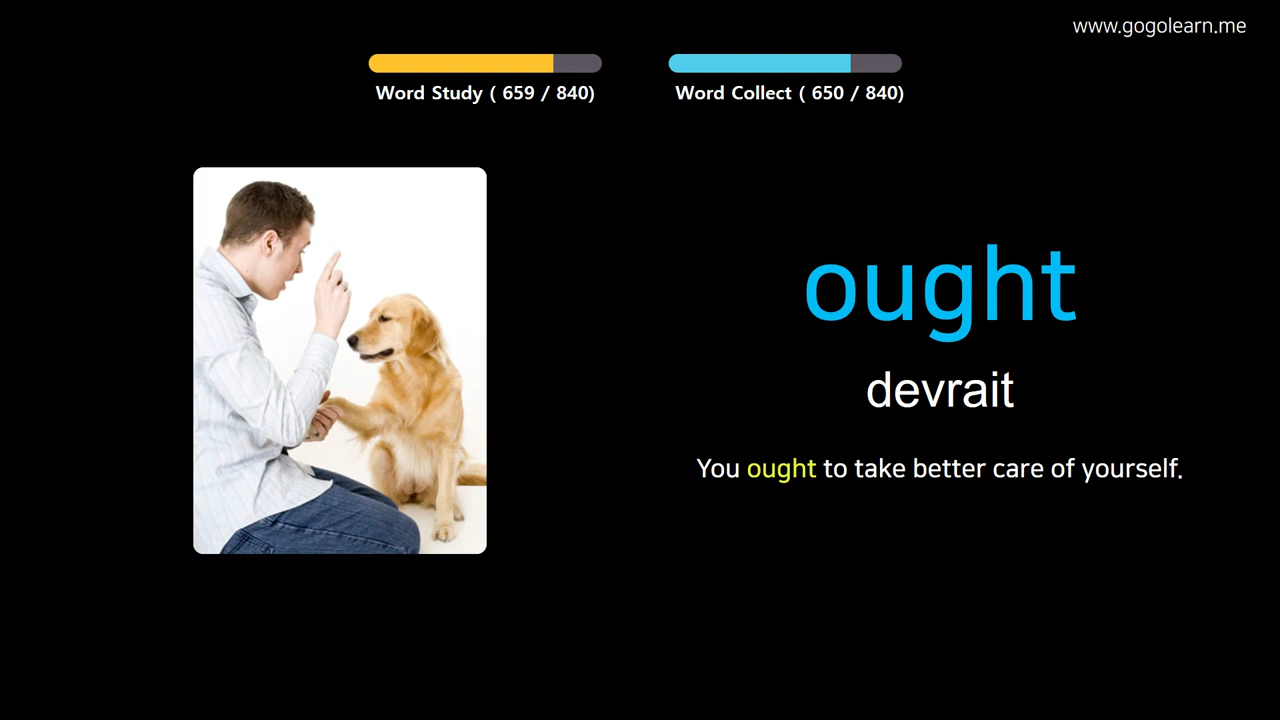 www.gogolearn.me
Word Study ( 659 / 840)
Word Collect ( 650 / 840)
ought
devrait
You ought to take better care of yourself.